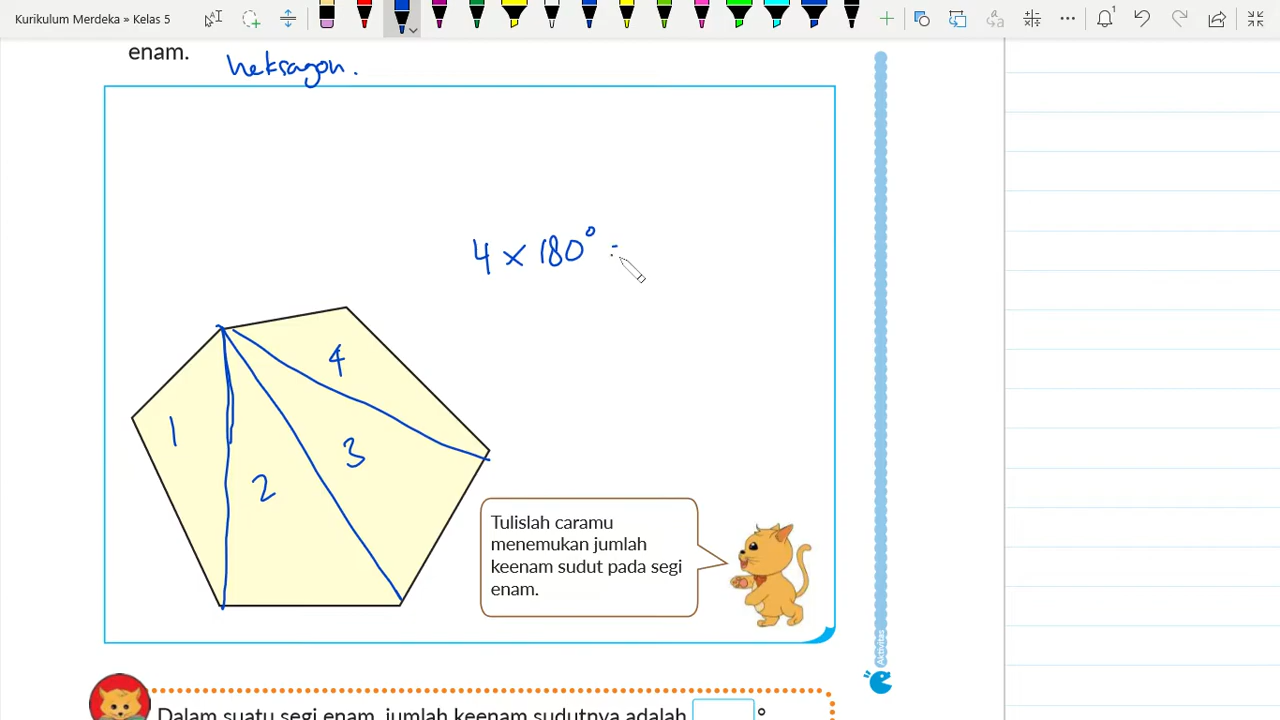 Kurikulum Merdeka » Kelas 5
enam.
heksagon.
4 × 180° =
4
1
3
2
Tulislah caramu
menemukan jumlah
keenam sudut pada segi
enam.
Aktivitas
Dalam suatu segi enam, jumlah keenam sudutnya adalah °